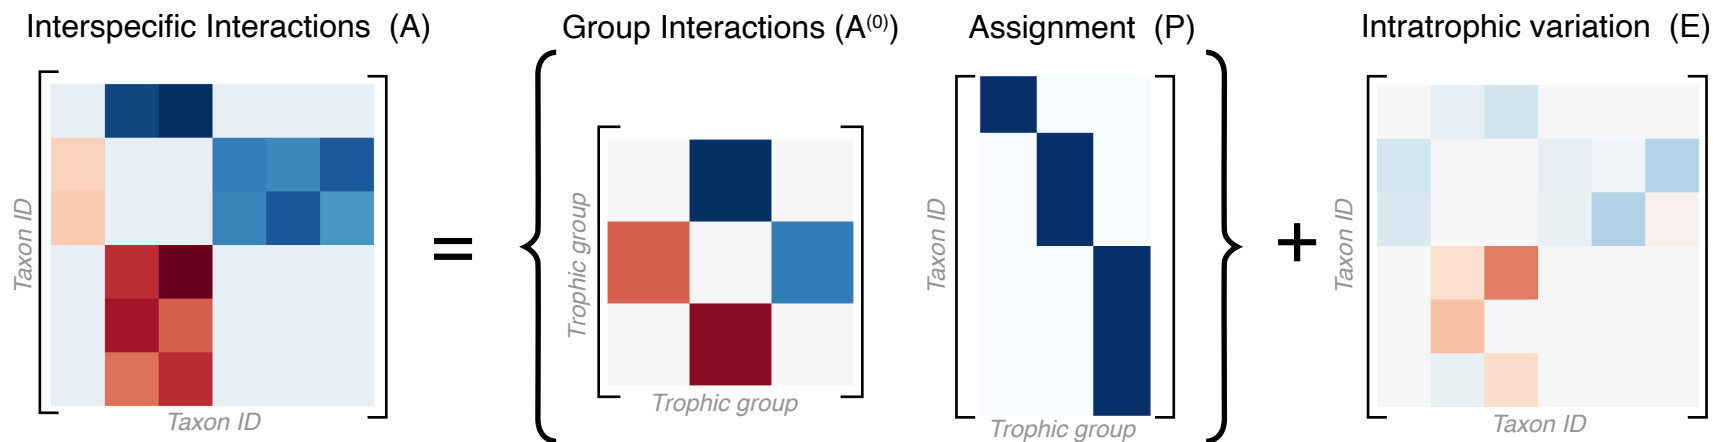 Interspecific Interactions (A)
Group Interactions (A⁽⁰⁾)
Assignment (P)
Intratrophic variation (E)
Taxon ID
Taxon ID
=
Trophic group
Trophic group
Taxon ID
Trophic group
+
Taxon ID
Taxon ID